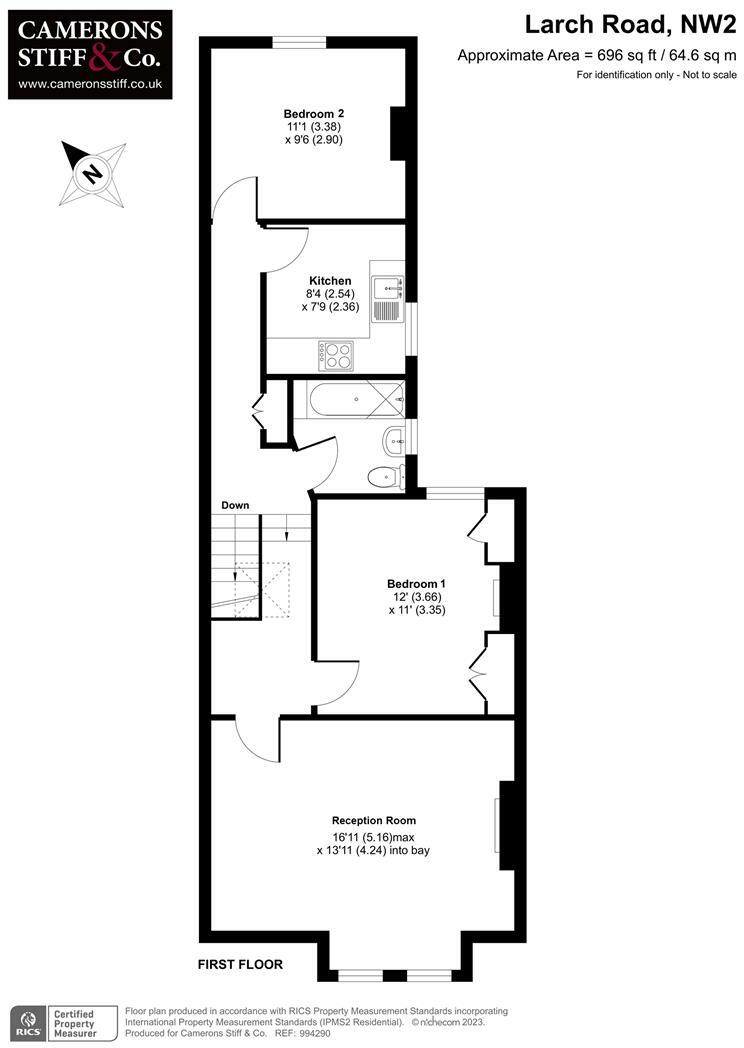 CAMERONS
STIFF & Co.
www.cameronsstiff.co.uk
Larch Road, NW2
Approximate Area = 696 sq ft / 64.6 sq m
For identification only - Not to scale
N
Bedroom 2
11'1 (3.38)
x 9'6 (2.90)
Kitchen
8'4 (2.54)
x 7'9 (2.36)
Down
Bedroom 1
12' (3.66)
x 11' (3.35)
Reception Room
16'11 (5.16)max
x 13'11 (4.24) into bay
FIRST FLOOR
RICS
Certified
Property
Measurer
Floor plan produced in accordance with RICS Property Measurement Standards incorporating
International Property Measurement Standards (IPMS2 Residential). © nichecom 2023.
Produced for Camerons Stiff & Co. REF: 994290